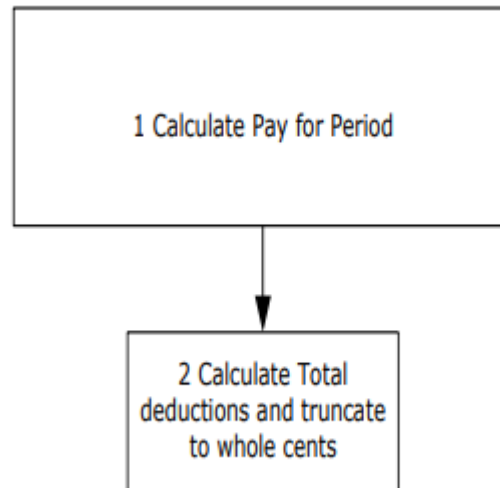 1 Calculate Pay for Period
2 Calculate Total
deductions and truncate
to whole cents